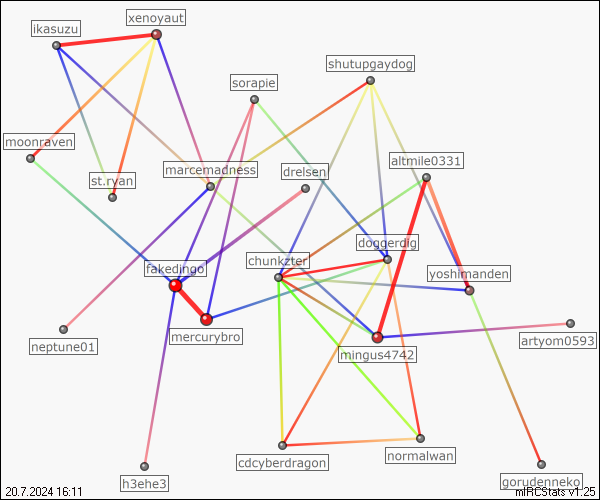 xenoyaut
ikasuzu
shutupgaydog
sorapie
moonraven
altmile0331
marcemadness
drelsen
st.ryan
doggerdig
chunkzter
fakedingo
yoshimanden
mercurybro
artyom0593
neptune01
mingus4742
normalwan
cdcyberdragon
h3ehe3
gorudenneko
20.7.2024 16:11
mIRCStats v1.25